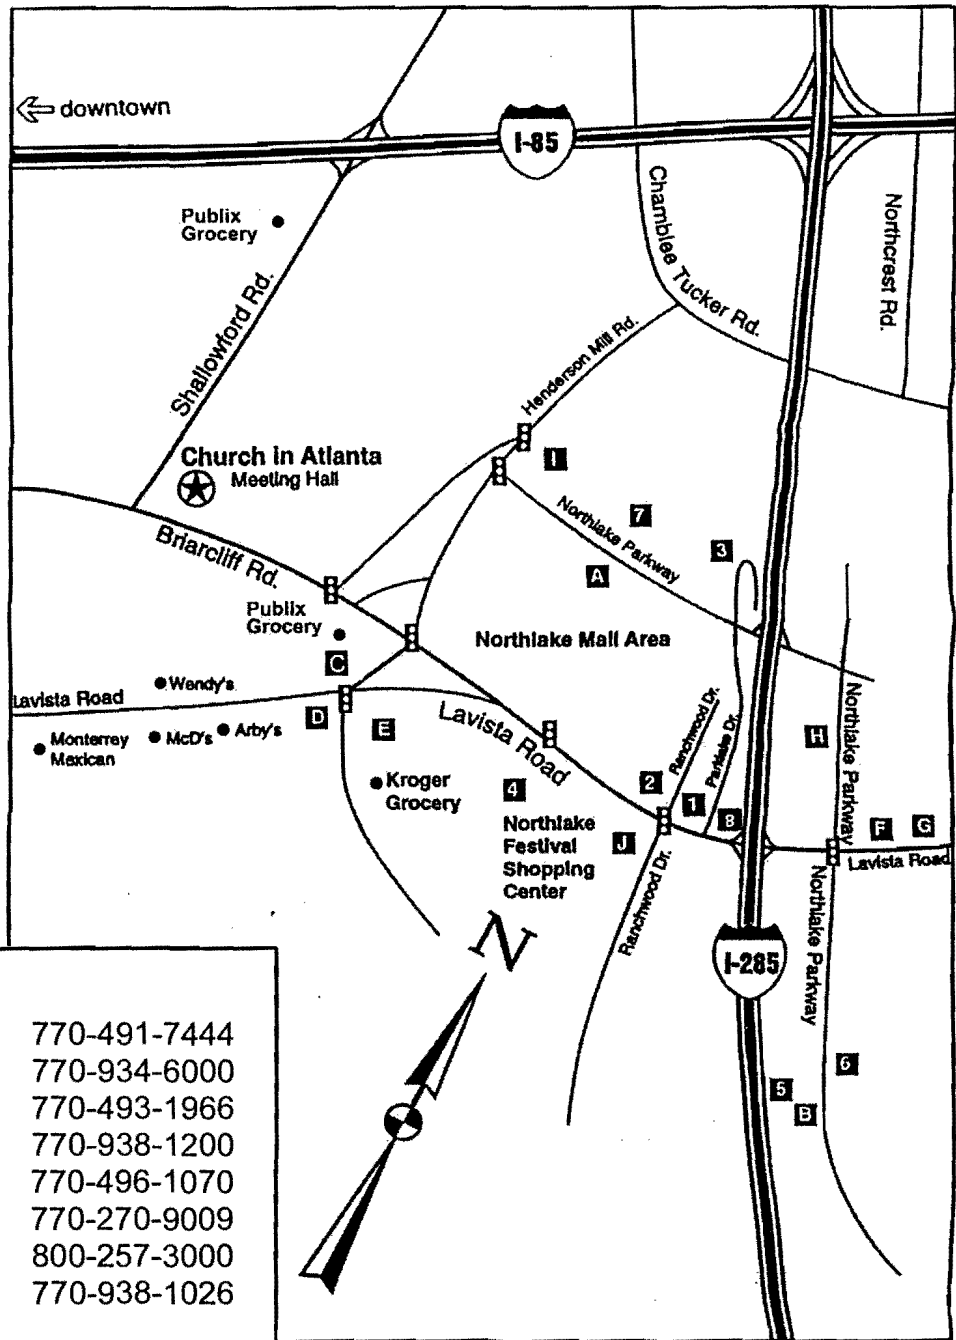 downtown
I-85
Publix
Grocery
Chamblee Tucker Rd.
Northcrest Rd.
Shallowford Rd.
Henderson Mill Rd.
Church in Atlanta
Meeting Hall
I
7
3
Northlake Parkway
A
Briarcliff Rd.
Publix
Grocery
Northlake Mall Area
C
Wendy's
Lavista Road
D
E
Lavista Road
Ranchwood Dr.
Parklake Dr.
Northlake Parkway
H
Monterrey
Mexican
McD's
Arby's
Kroger
Grocery
4
2
1
8
F
G
Northlake
Festival
Shopping
Center
J
Lavista Road
Ranchwood Dr.
Northlake Parkway
N
I-285
6
5
B
770-491-7444
770-934-6000
770-493-1966
770-938-1200
770-496-1070
770-270-9009
800-257-3000
770-938-1026